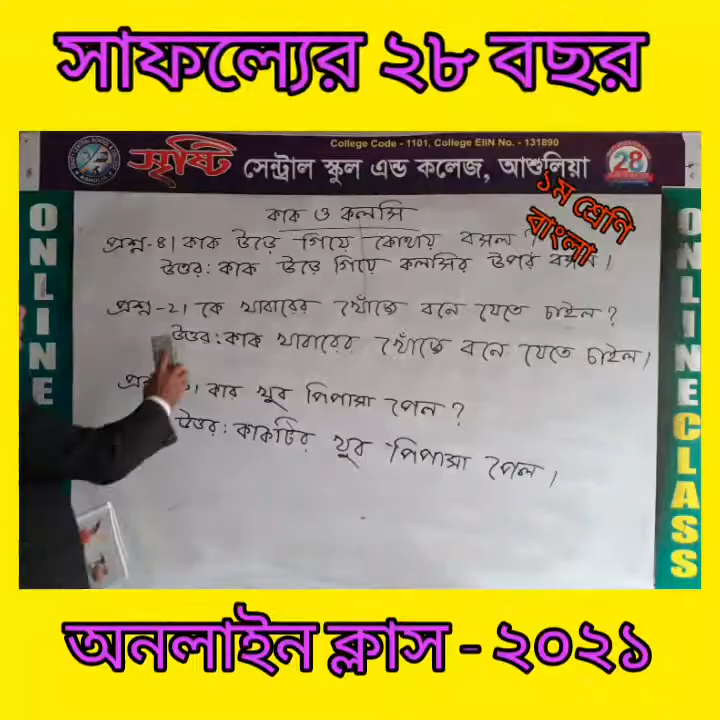 সাফল্যের ২৮ বছর
College Code - 1101, College EIIN No. - 131890
সৃষ্টি সেন্ট্রাল স্কুল এন্ড কলেজ, আশুলিয়া
28
১ম শ্রেণি
বাংলা
কাক ও কলসি
প্রশ্ন-৪। কাক উড়ে গিয়ে কোথায় বসল ?
উত্তর: কাক উড়ে গিয়ে কলসির উপর বসল।
প্রশ্ন-২। কে খাবারের খোঁজে বনে যেতে চাইল ?
উত্তর: কাক খাবারের খোঁজে বনে যেতে চাইল।
কার খুব পিপাসা পেল ?
উত্তর: কাকটির খুব পিপাসা পেল।
ONLINE
ONLINE CLASS
অনলাইন ক্লাস - ২০২১